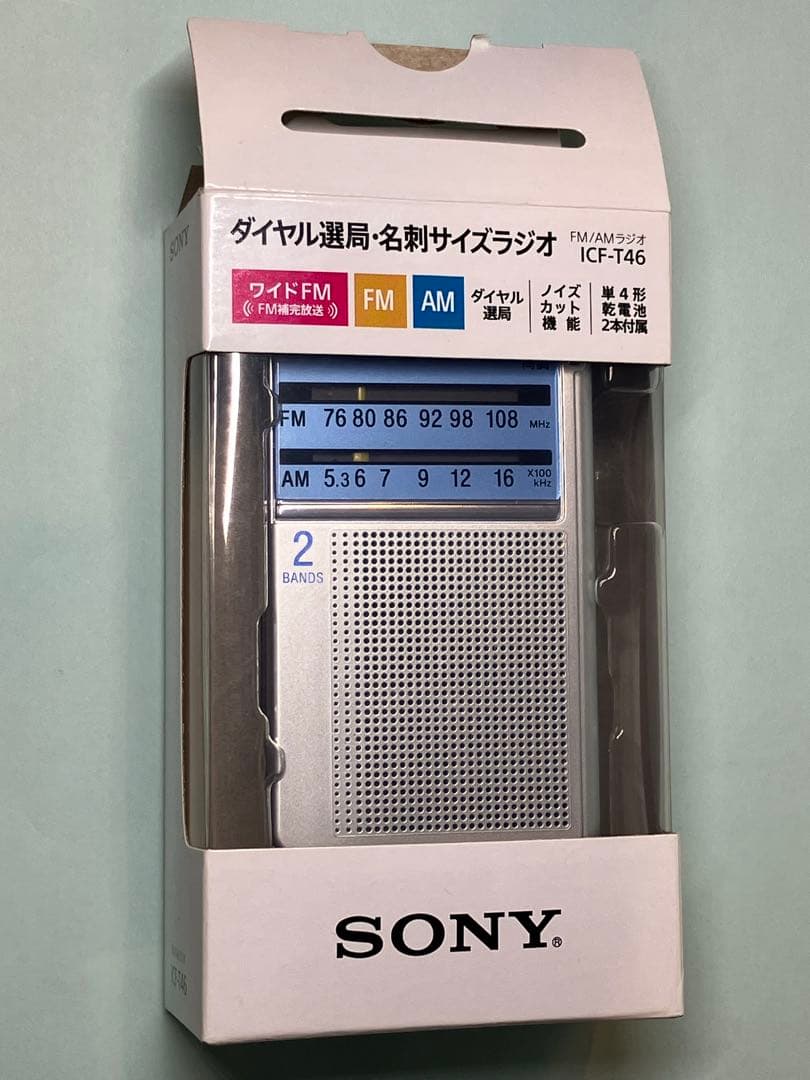 SONY
ダイヤル選局・名刺サイズラジオ
FM/AMラジオ
ICF-T46
ワイドFM
FM補完放送
FM
AM
ダイヤル
選局
ノイズ
カット
機能
単4形
乾電池
2本付属
FM 76 80 86 92 98 108 MHz
AM 5.3 6 7 9 12 16 X100 kHz
2
BANDS
SONY®
ICF-T46